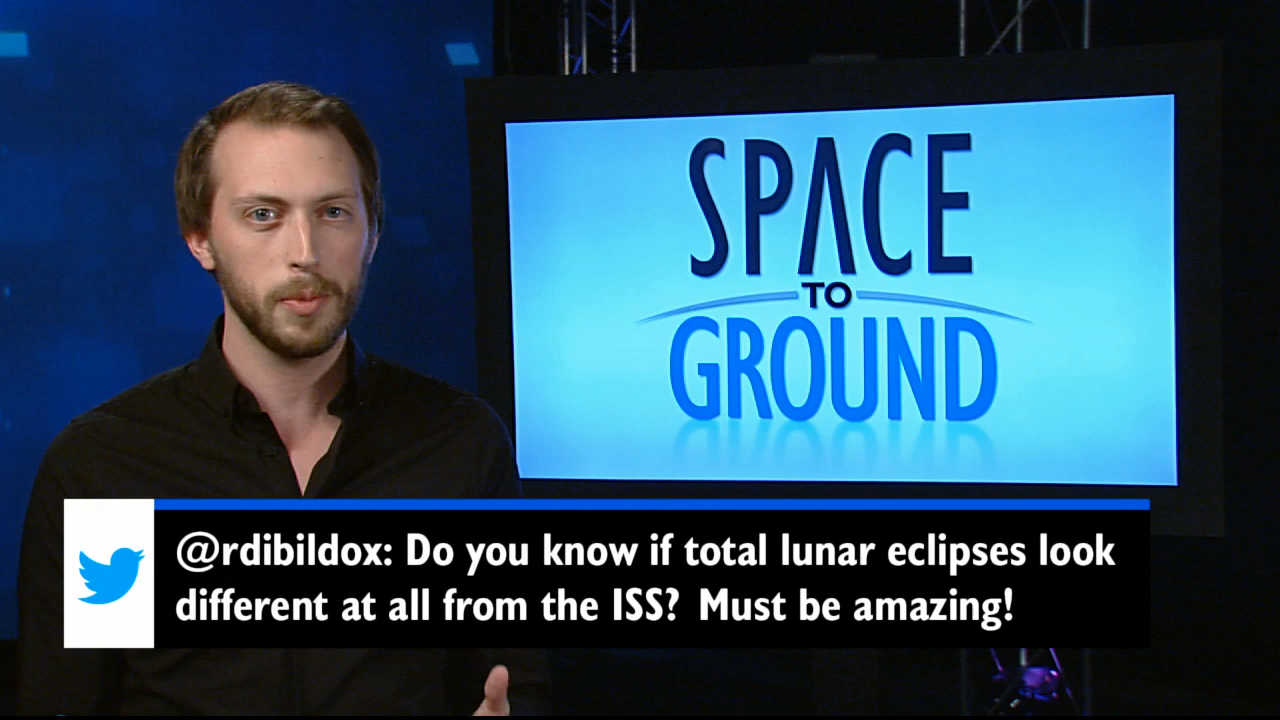 SPACE
TO
GROUND
@rdibildox: Do you know if total lunar eclipses look
different at all from the ISS? Must be amazing!